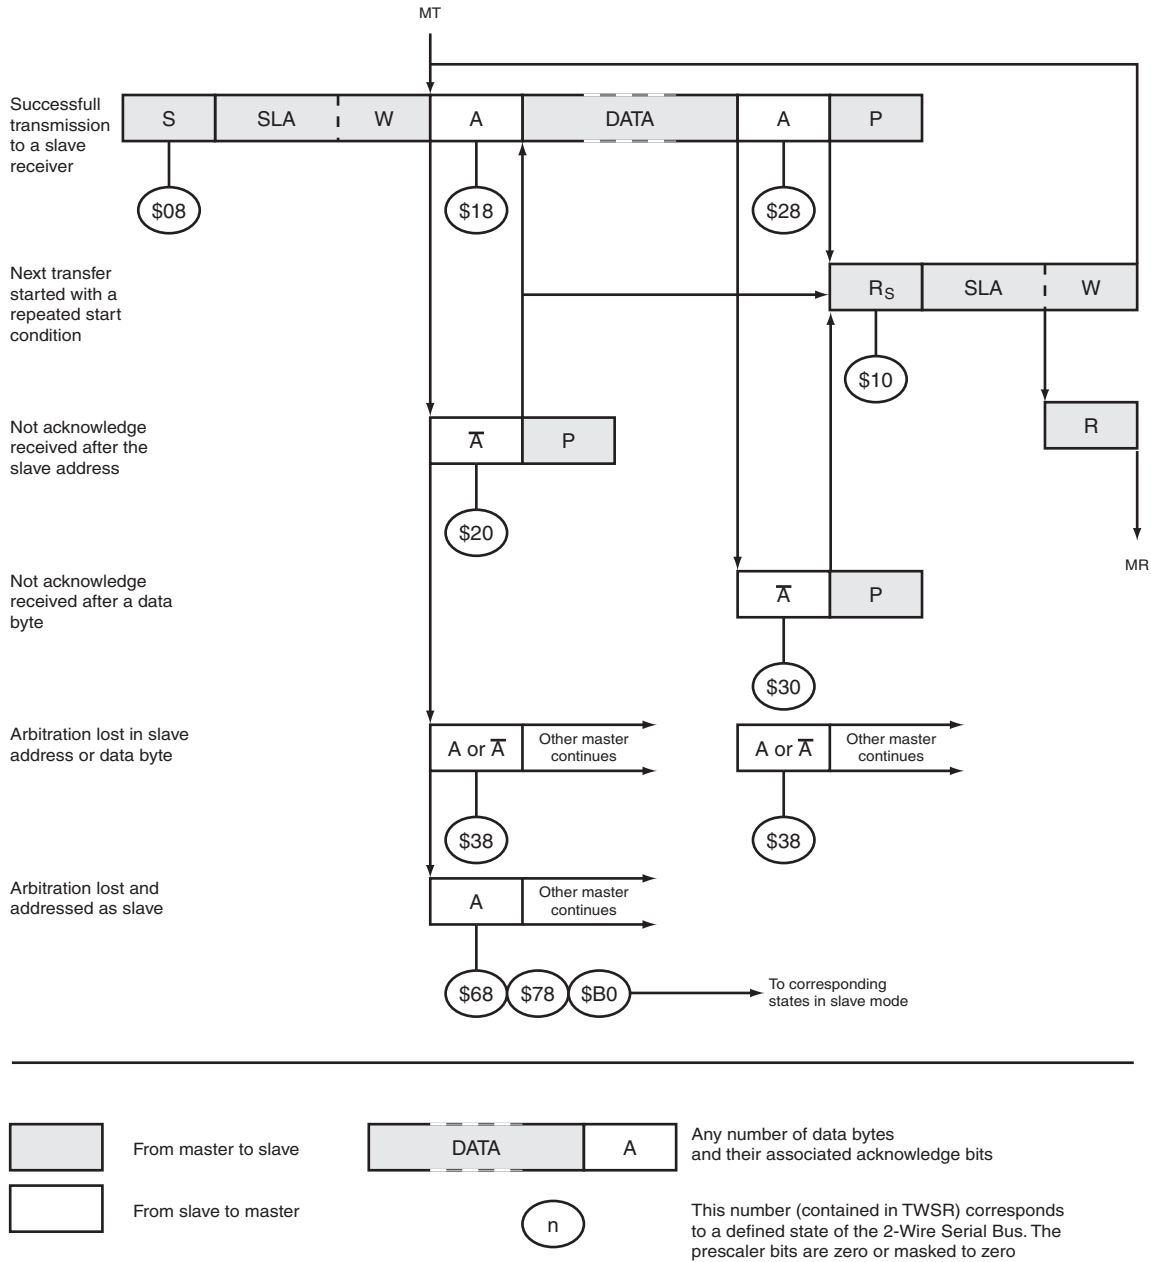 MT
Successfull
transmission
to a slave
receiver
S SLA W A DATA A P
$08 $18 $28
Next transfer
started with a
repeated start
condition
RS SLA W
$10
Not acknowledge
received after the
slave address
A̅ P
R
$20
MR
Not acknowledge
received after a data
byte
A̅ P
$30
Arbitration lost in slave
address or data byte
A or A̅
Other master
continues
A or A̅
Other master
continues
$38 $38
Arbitration lost and
addressed as slave
A
Other master
continues
$68 $78 $B0
To corresponding
states in slave mode
From master to slave
DATA A
Any number of data bytes
and their associated acknowledge bits
From slave to master
n
This number (contained in TWSR) corresponds
to a defined state of the 2-Wire Serial Bus. The
prescaler bits are zero or masked to zero